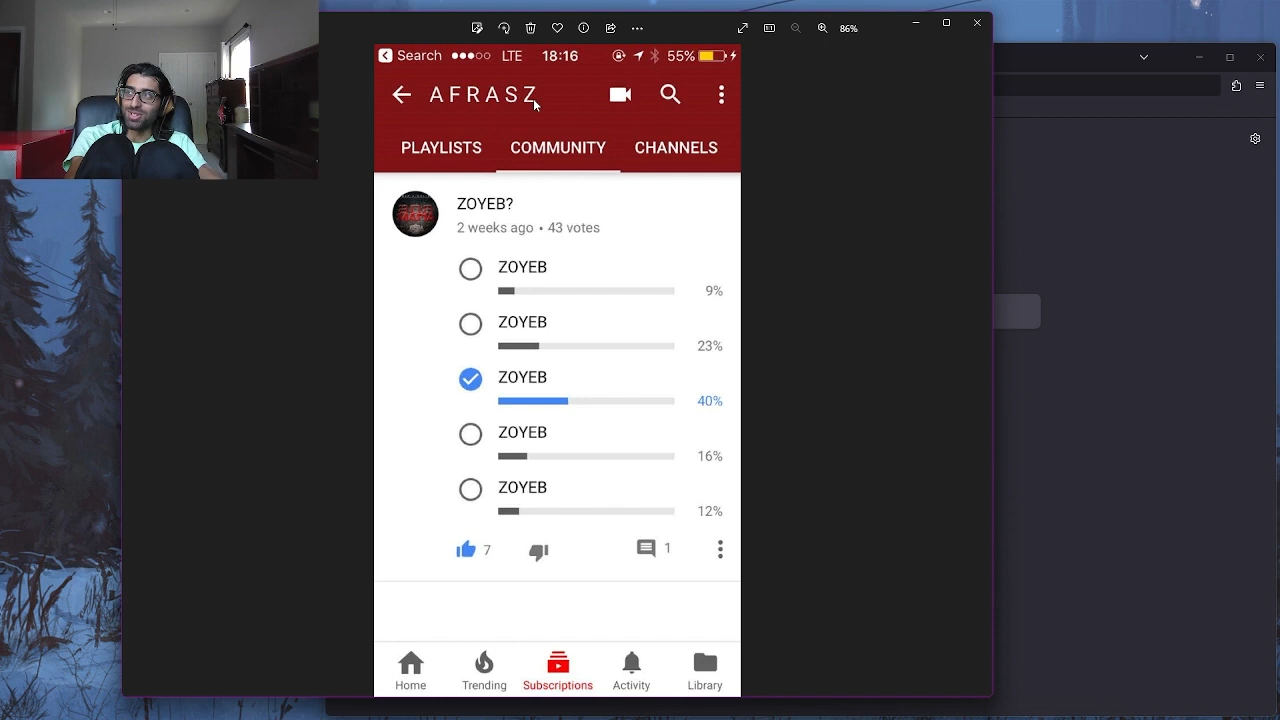 86%
Search LTE 18:16 55%
A F R A S Z
PLAYLISTS COMMUNITY CHANNELS
ZOYEB?
2 weeks ago • 43 votes
ZOYEB
9%
ZOYEB
23%
ZOYEB
40%
ZOYEB
16%
ZOYEB
12%
7 1
Home Trending Subscriptions Activity Library